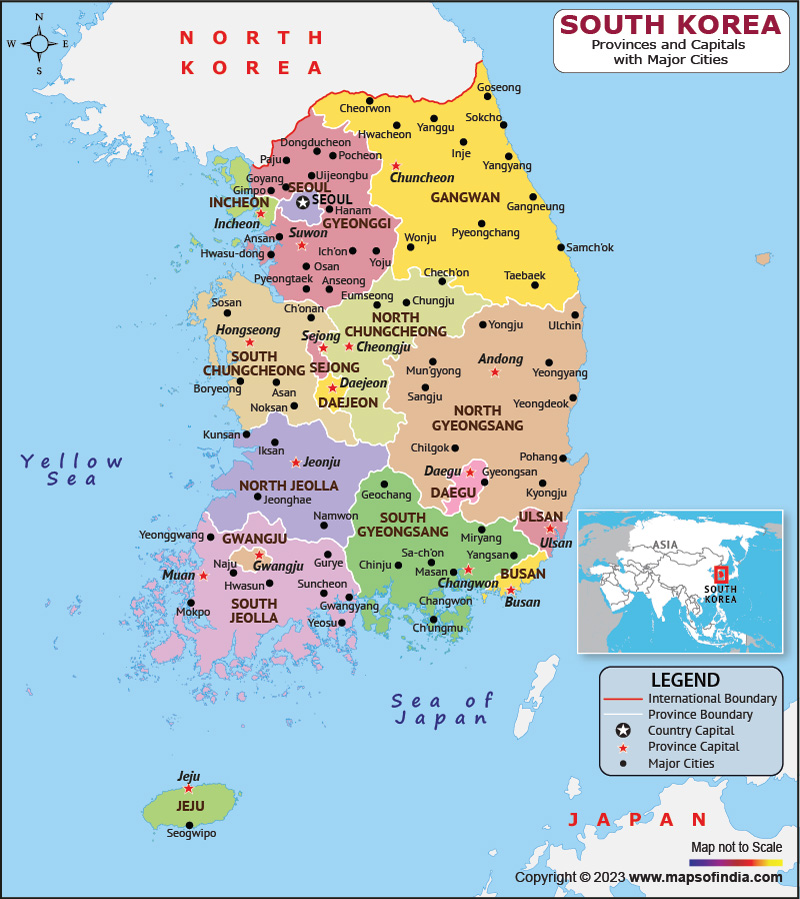 N
W E
S
NORTH
KOREA
SOUTH KOREA
Provinces and Capitals
with Major Cities
Goseong
Cheorwon
Sokcho
Hwacheon
Yanggu
Dongducheon
Pocheon
Inje
Paju
Yangyang
Uijeongbu
Chuncheon
Goyang
SEOUL
Gimpo
SEOUL
GANGWAN
INCHEON
Hanam
Gangneung
Incheon
GYEONGGI
Suwon
Pyeongchang
Ansan
Wonju
Samch'ok
Hwasu-dong
Ich'on
Yoju
Osan
Pyeongtaek
Anseong
Chech'on
Taebaek
Eumseong
Sosan
Ch'onan
Chungju
NORTH
CHUNGCHEONG
Yongju
Ulchin
Hongseong
Sejong
Cheongju
SOUTH
CHUNGCHEONG
SEJONG
Andong
Mun'gyong
Yeongyang
Boryeong
Asan
Daejeon
Sangju
Noksan
DAEJEON
Yeongdeok
NORTH
GYEONGSANG
Kunsan
Iksan
Chilgok
Jeonju
Pohang
Daegu
Gyeongsan
NORTH JEOLLA
DAEGU
Kyongju
Jeonghae
Geochang
Namwon
SOUTH
GYEONGSANG
ULSAN
Yeonggwang
GWANGJU
Miryang
Ulsan
Gurye
Sa-ch'on
Yangsan
Naju
Gwangju
Chinju
Masan
BUSAN
Muan
Hwasun
Suncheon
Changwon
Busan
SOUTH
JEOLLA
Gwangyang
Changwon
Mokpo
Yeosu
Ch'ungmu
Yellow
Sea
Sea of
Japan
ASIA
SOUTH
KOREA
LEGEND
International Boundary
Province Boundary
Country Capital
Province Capital
Major Cities
Jeju
JEJU
Seogwipo
JAPAN
Map not to Scale
Copyright © 2023 www.mapsofindia.com